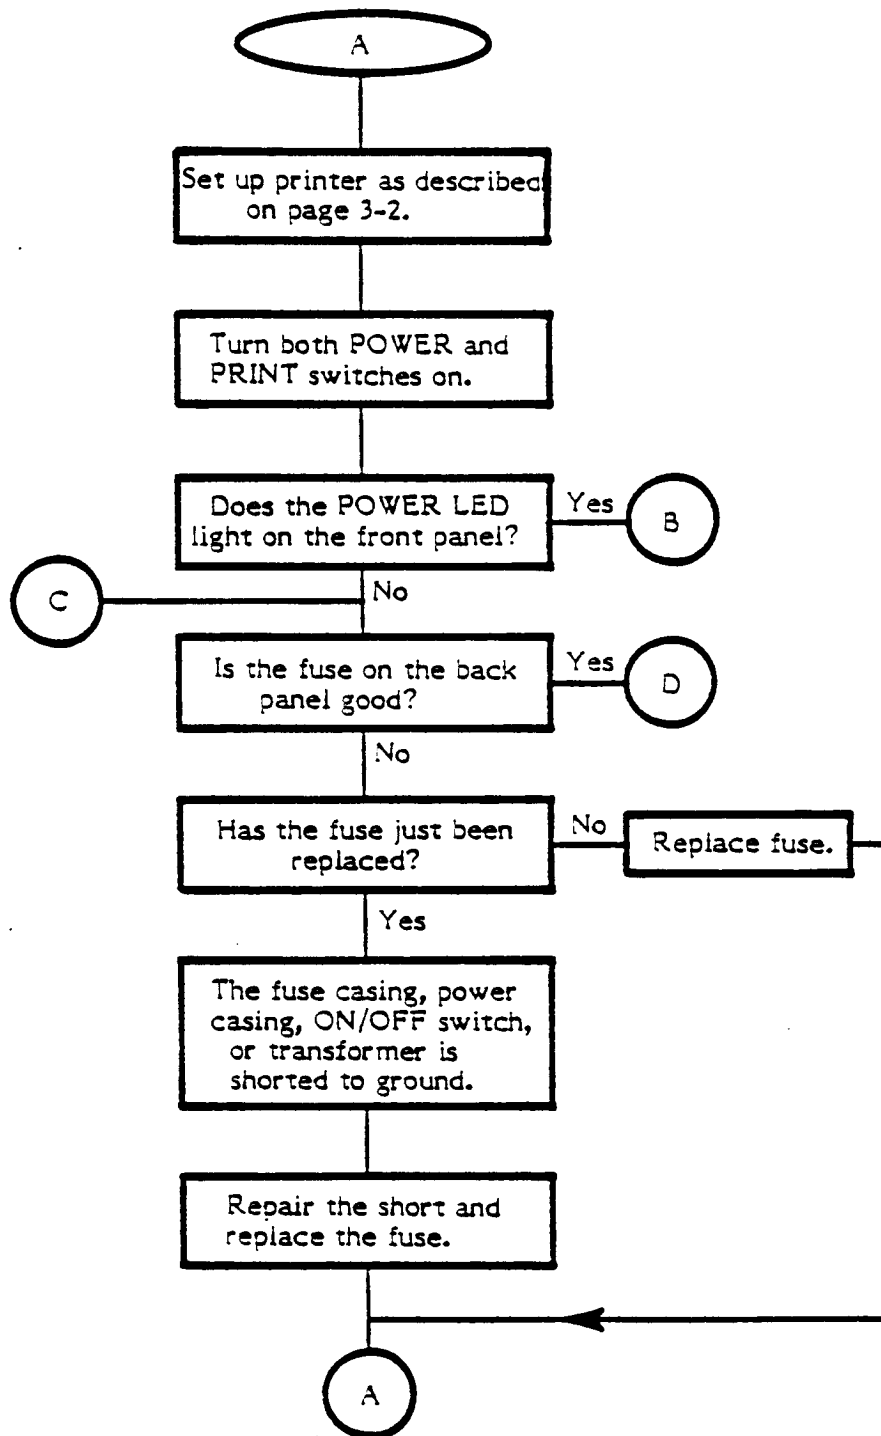 A
Set up printer as described
on page 3-2.
Turn both POWER and
PRINT switches on.
Does the POWER LED
light on the front panel?
Yes
B
C
No
Is the fuse on the back
panel good?
Yes
D
No
Has the fuse just been
replaced?
No
Replace fuse.
Yes
The fuse casing, power
casing, ON/OFF switch,
or transformer is
shorted to ground.
Repair the short and
replace the fuse.
A